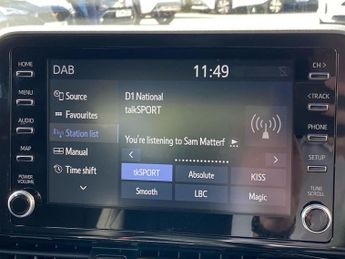 DAB
11:49
HOME
MENU
AUDIO
MAP
POWER
VOLUME
CH >
< TRACK
PHONE
SETUP
TUNE
SCROLL
Source
Favourites
Station list
Manual
Time shift
D1 National
talkSPORT
You're listening to Sam Matterf
tkSPORT
Absolute
KISS
Smooth
LBC
Magic